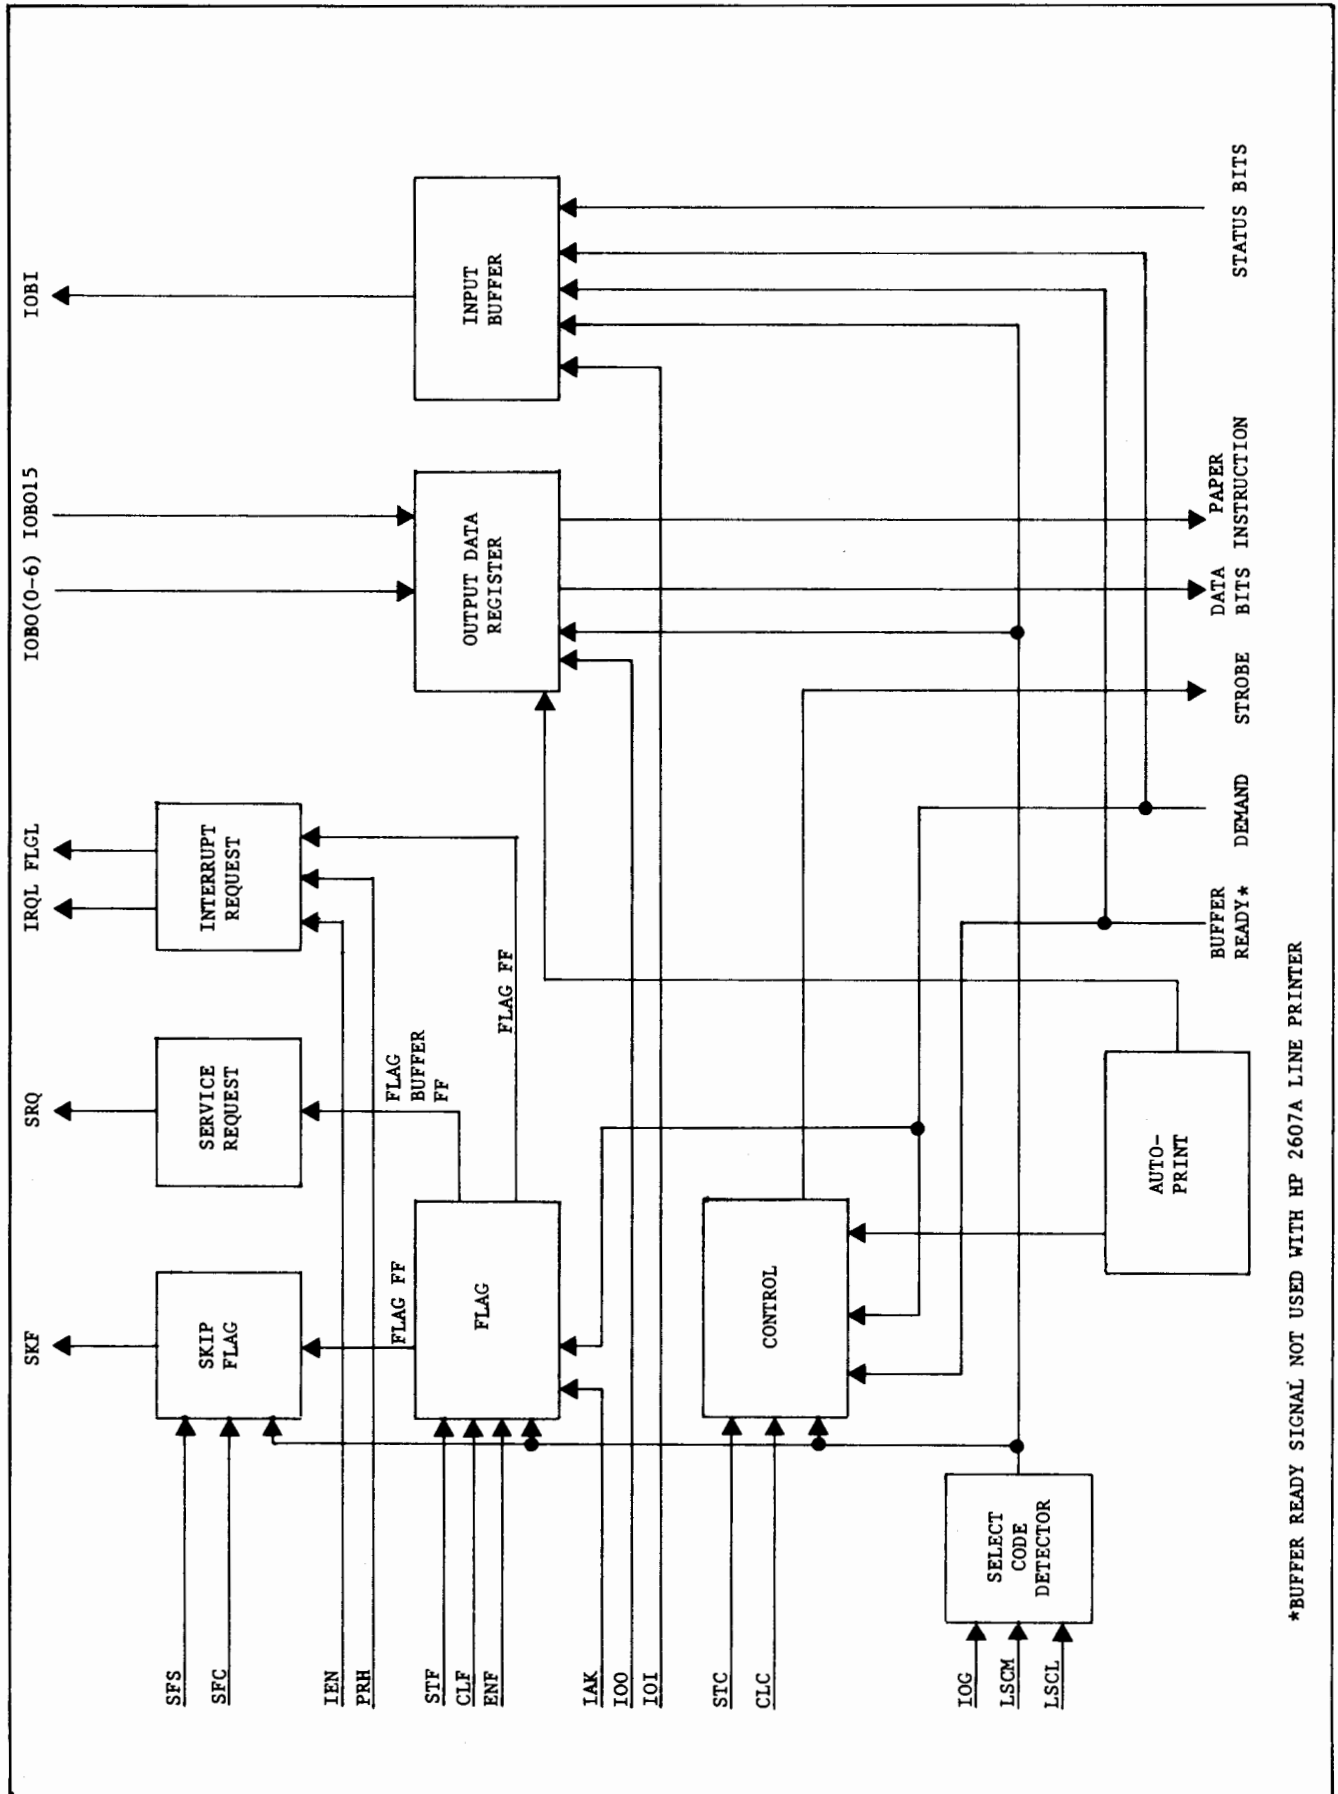 SKF
SRQ
IRQL FLGL
IOBO(0-6) IOBO15
IOBI
SFS
SFC
IEN
PRH
STF
CLF
ENF
IAK
IOO
IOI
STC
CLC
IOG
LSCM
LSCL
SKIP
FLAG
SERVICE
REQUEST
INTERRUPT
REQUEST
FLAG FF
FLAG
BUFFER
FF
FLAG FF
FLAG
OUTPUT DATA
REGISTER
INPUT
BUFFER
CONTROL
SELECT
CODE
DETECTOR
AUTO-
PRINT
BUFFER
READY*
DEMAND
STROBE
DATA
BITS
PAPER
INSTRUCTION
STATUS BITS
*BUFFER READY SIGNAL NOT USED WITH HP 2607A LINE PRINTER